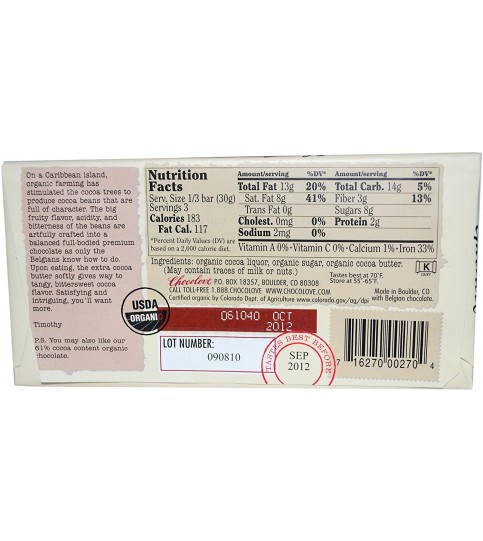 On a Caribbean island,
organic farming has
stimulated the cocoa trees to
produce cocoa beans that are
full of character. The big
fruity flavor, acidity, and
bitterness of the beans are
artfully crafted into a
balanced full-bodied premium
chocolate as only the
Belgians know how to do.
Upon eating, the extra cocoa
butter softly gives way to
tangy, bittersweet cocoa
flavor. Satisfying and
intriguing, you'll want
more.
Timothy
P.S. You may also like our
61% cocoa content organic
chocolate.
Nutrition
Facts
Serv. Size 1/3 bar (30g)
Servings 3
Calories 183
Fat Cal. 117
*Percent Daily Values (DV) are
based on a 2,000 calorie diet.
Amount/serving %DV* Amount/serving %DV*
Total Fat 13g 20% Total Carb. 14g 5%
Sat. Fat 8g 41% Fiber 3g 13%
Trans Fat 0g Sugars 8g
Cholest. 0mg 0% Protein 2g
Sodium 2mg 0%
Vitamin A 0% · Vitamin C 0% · Calcium 1% · Iron 33%
Ingredients: organic cocoa liquor, organic sugar, organic cocoa butter.
(May contain traces of milk or nuts.)
Tastes best at 70°F.
Store at 55°-65°F.
K
Chocolove P.O. BOX 18357, BOULDER, CO 80308
CALL TOLL-FREE 1.888.CHOCOLOVE. WWW.CHOCOLOVE.COM
Certified organic by Colorado Dept. of Agriculture www.colorado.gov/ag/dpi
Made in Boulder, CO
with Belgian chocolate.
USDA
ORGANIC
061040 OCT
2012
LOT NUMBER:
090810
TASTES BEST BEFORE
SEP
2012
7 16270 00270 4